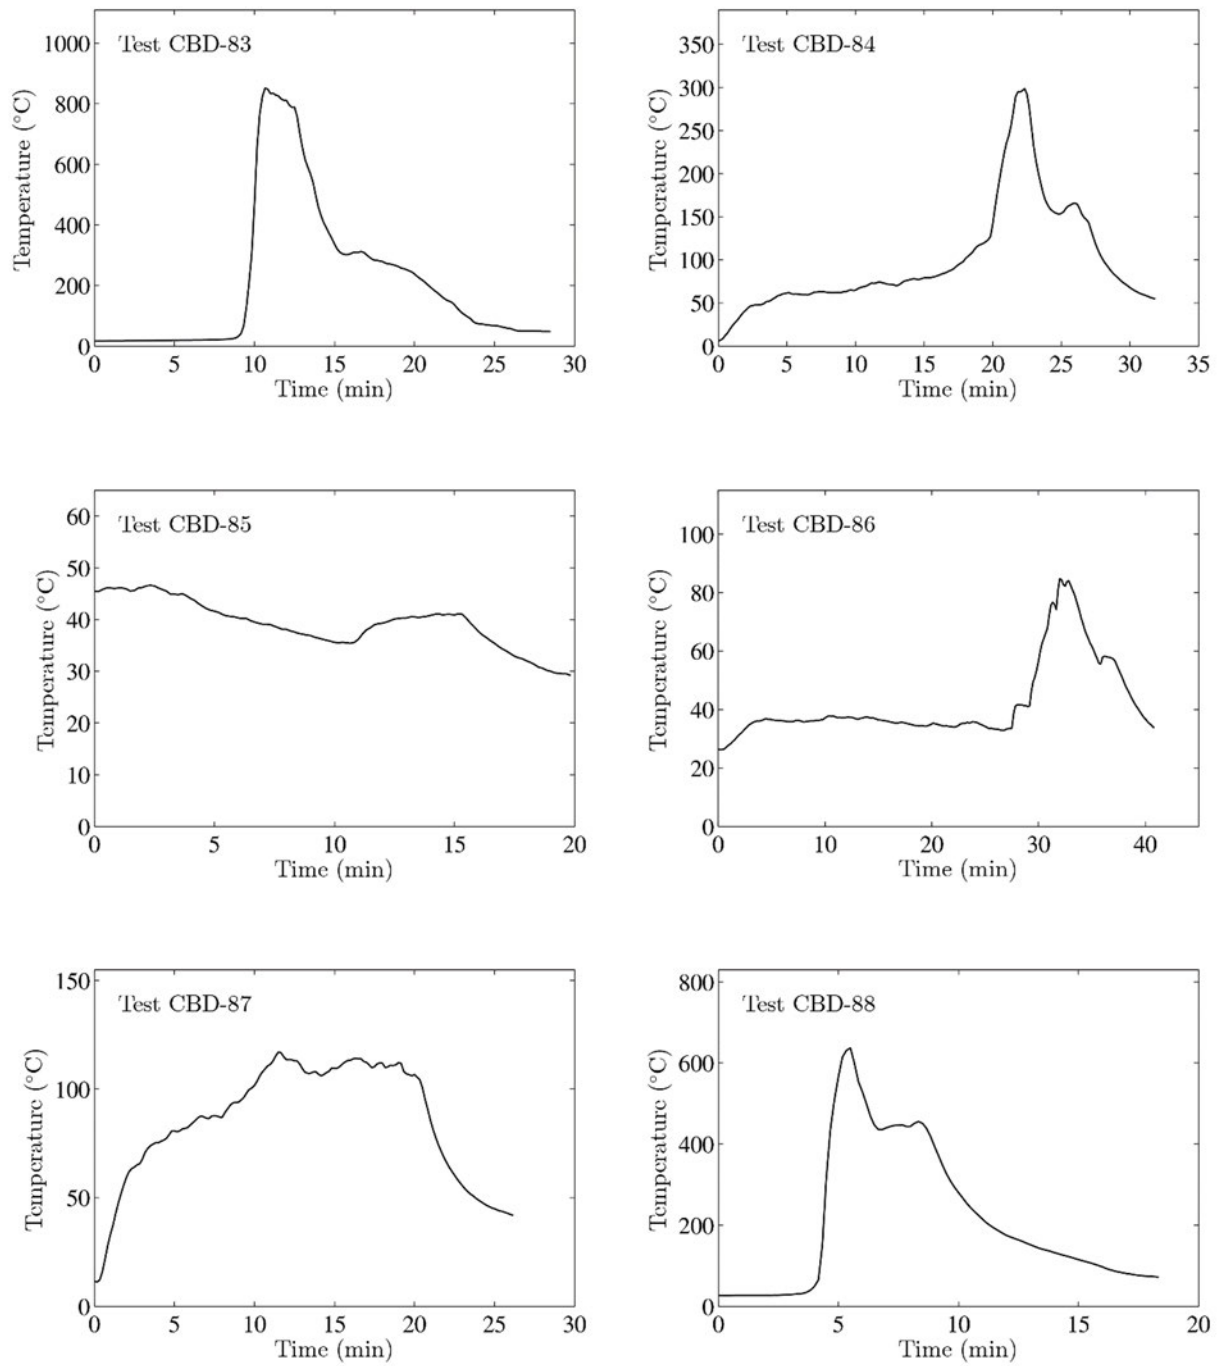 Test CBD-83
Temperature (°C)
1000
800
600
400
200
0
0 5 10 15 20 25 30
Time (min)
Test CBD-84
Temperature (°C)
350
300
250
200
150
100
50
0
0 5 10 15 20 25 30 35
Time (min)
Test CBD-85
Temperature (°C)
60
50
40
30
20
10
0
0 5 10 15 20
Time (min)
Test CBD-86
Temperature (°C)
100
80
60
40
20
0
0 10 20 30 40
Time (min)
Test CBD-87
Temperature (°C)
150
100
50
0
0 5 10 15 20 25 30
Time (min)
Test CBD-88
Temperature (°C)
800
600
400
200
0
0 5 10 15 20
Time (min)